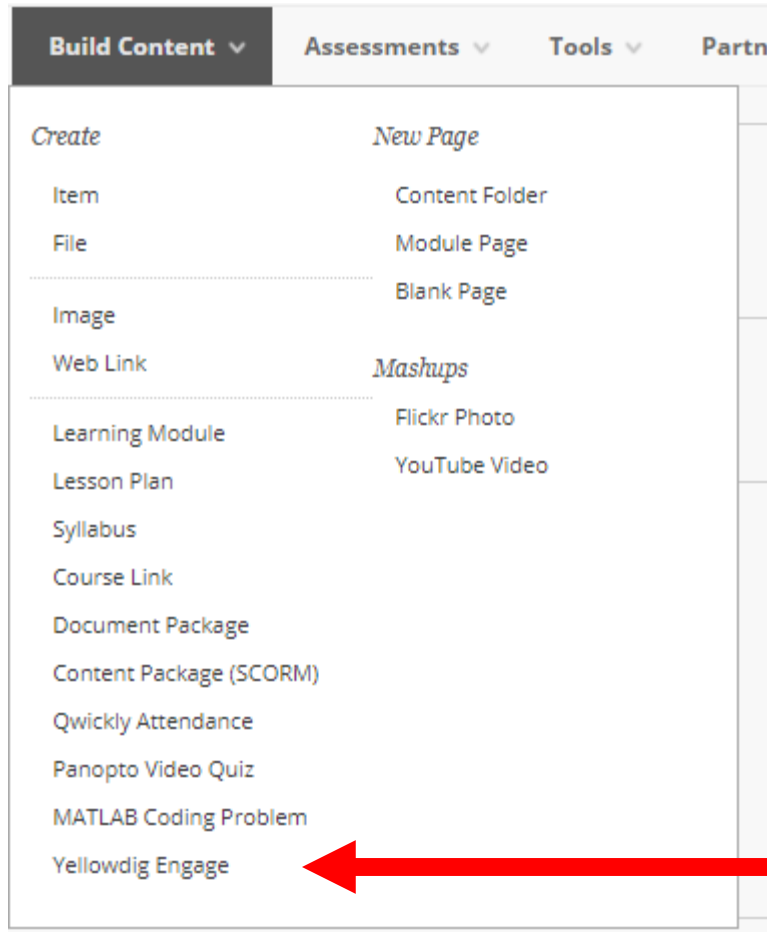 Build Content Assessments Tools Partn
Create
Item
File
Image
Web Link
Learning Module
Lesson Plan
Syllabus
Course Link
Document Package
Content Package (SCORM)
Qwickly Attendance
Panopto Video Quiz
MATLAB Coding Problem
Yellowdig Engage
New Page
Content Folder
Module Page
Blank Page
Mashups
Flickr Photo
YouTube Video